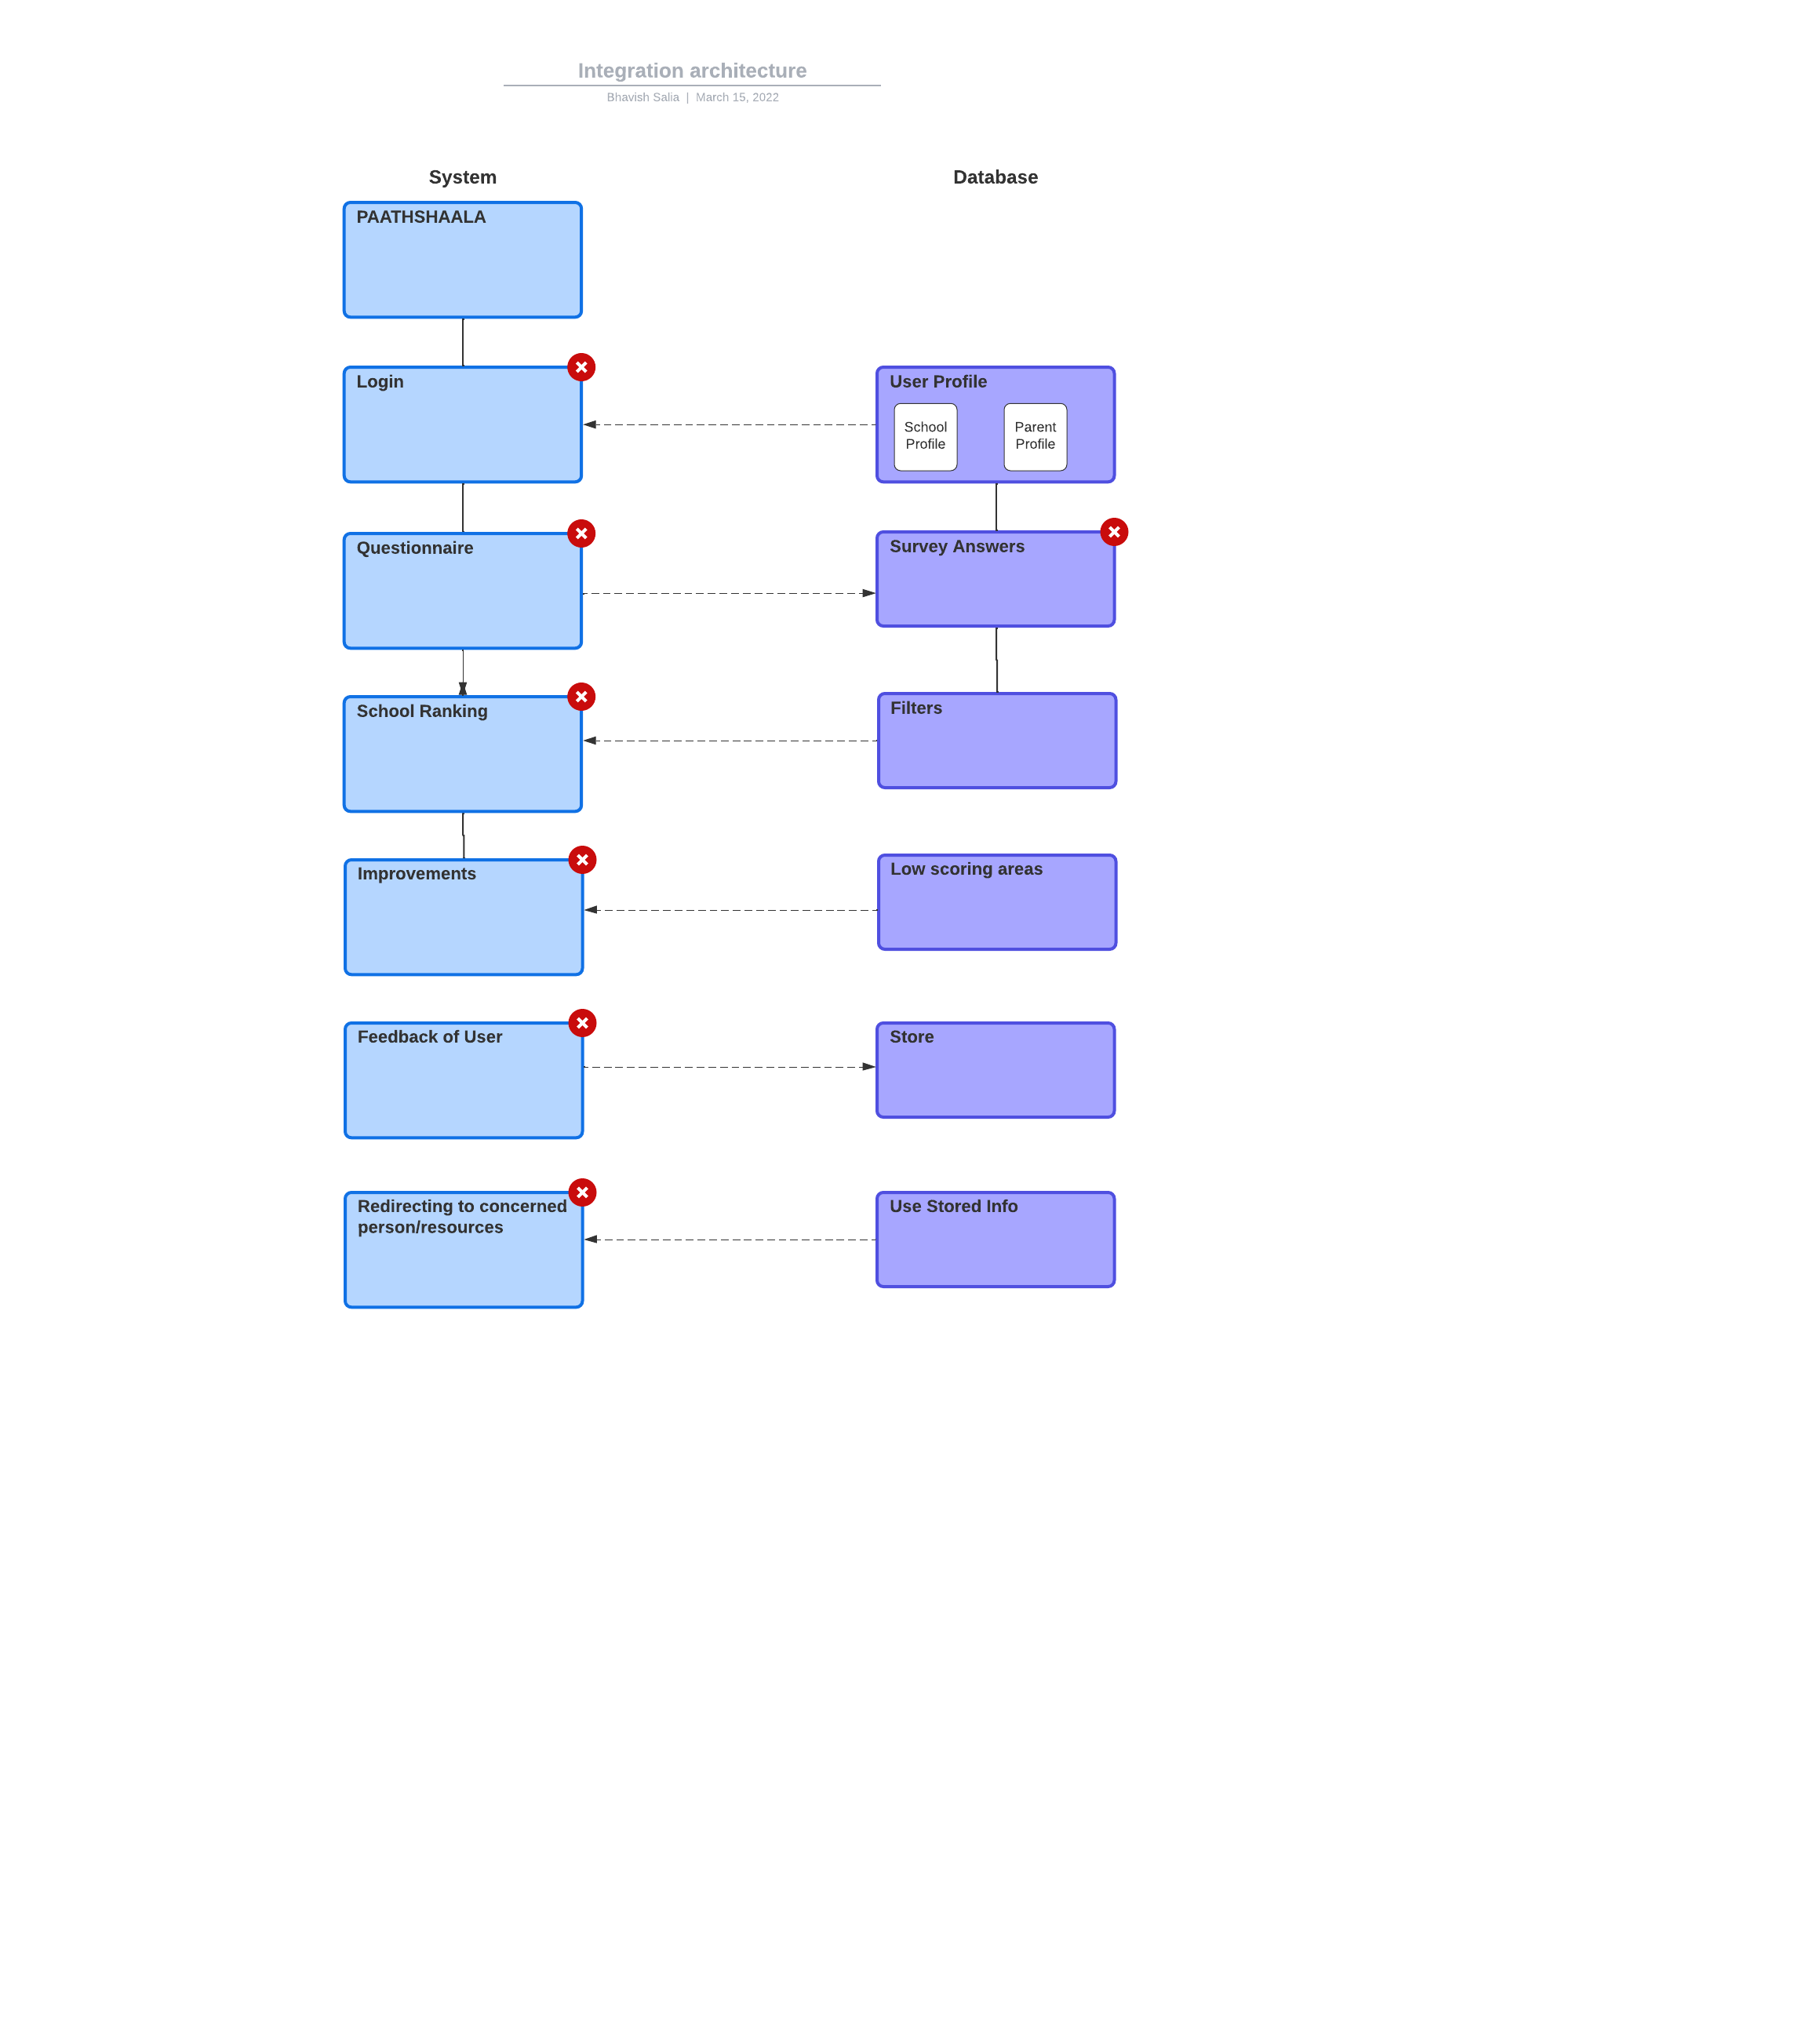 Integration architecture
Bhavish Salia | March 15, 2022
System
Database
PAATHSHAALA
Login
User Profile
School
Profile
Parent
Profile
Questionnaire
Survey Answers
School Ranking
Filters
Improvements
Low scoring areas
Feedback of User
Store
Redirecting to concerned
person/resources
Use Stored Info